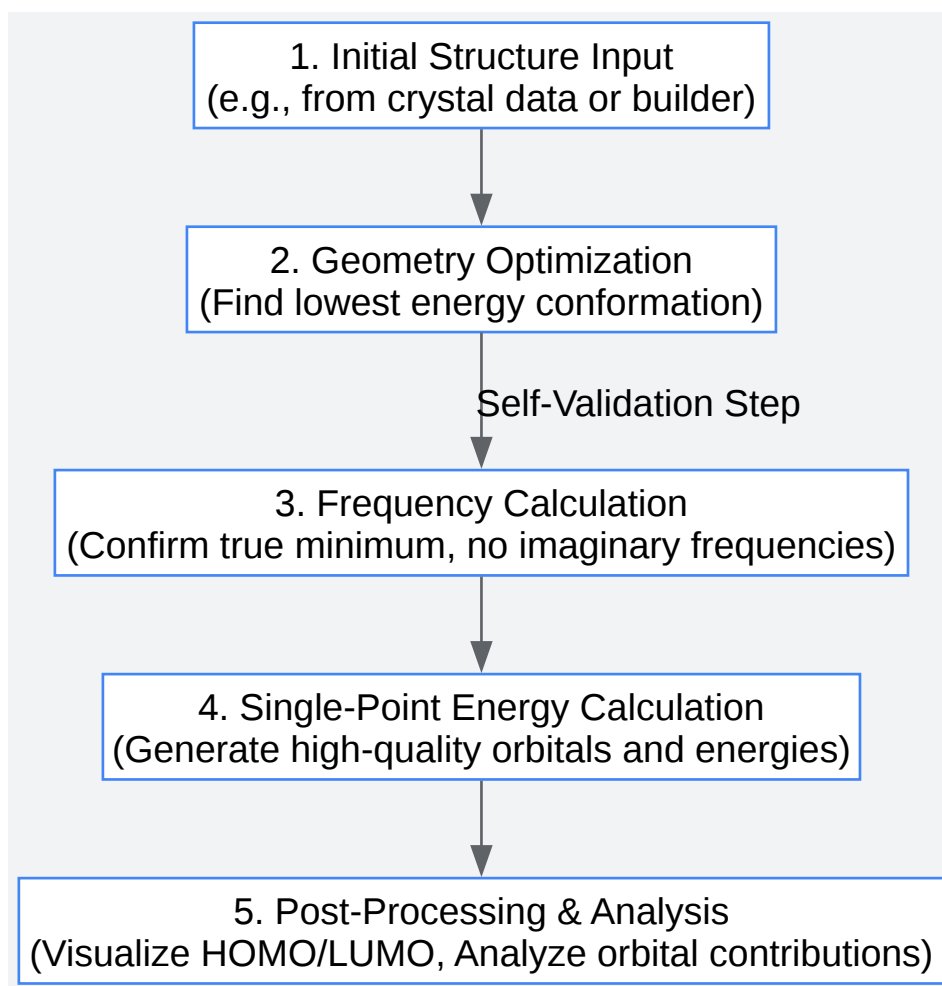 1. Initial Structure Input
(e.g., from crystal data or builder)
2. Geometry Optimization
(Find lowest energy conformation)
Self-Validation Step
3. Frequency Calculation
(Confirm true minimum, no imaginary frequencies)
4. Single-Point Energy Calculation
(Generate high-quality orbitals and energies)
5. Post-Processing & Analysis
(Visualize HOMO/LUMO, Analyze orbital contributions)